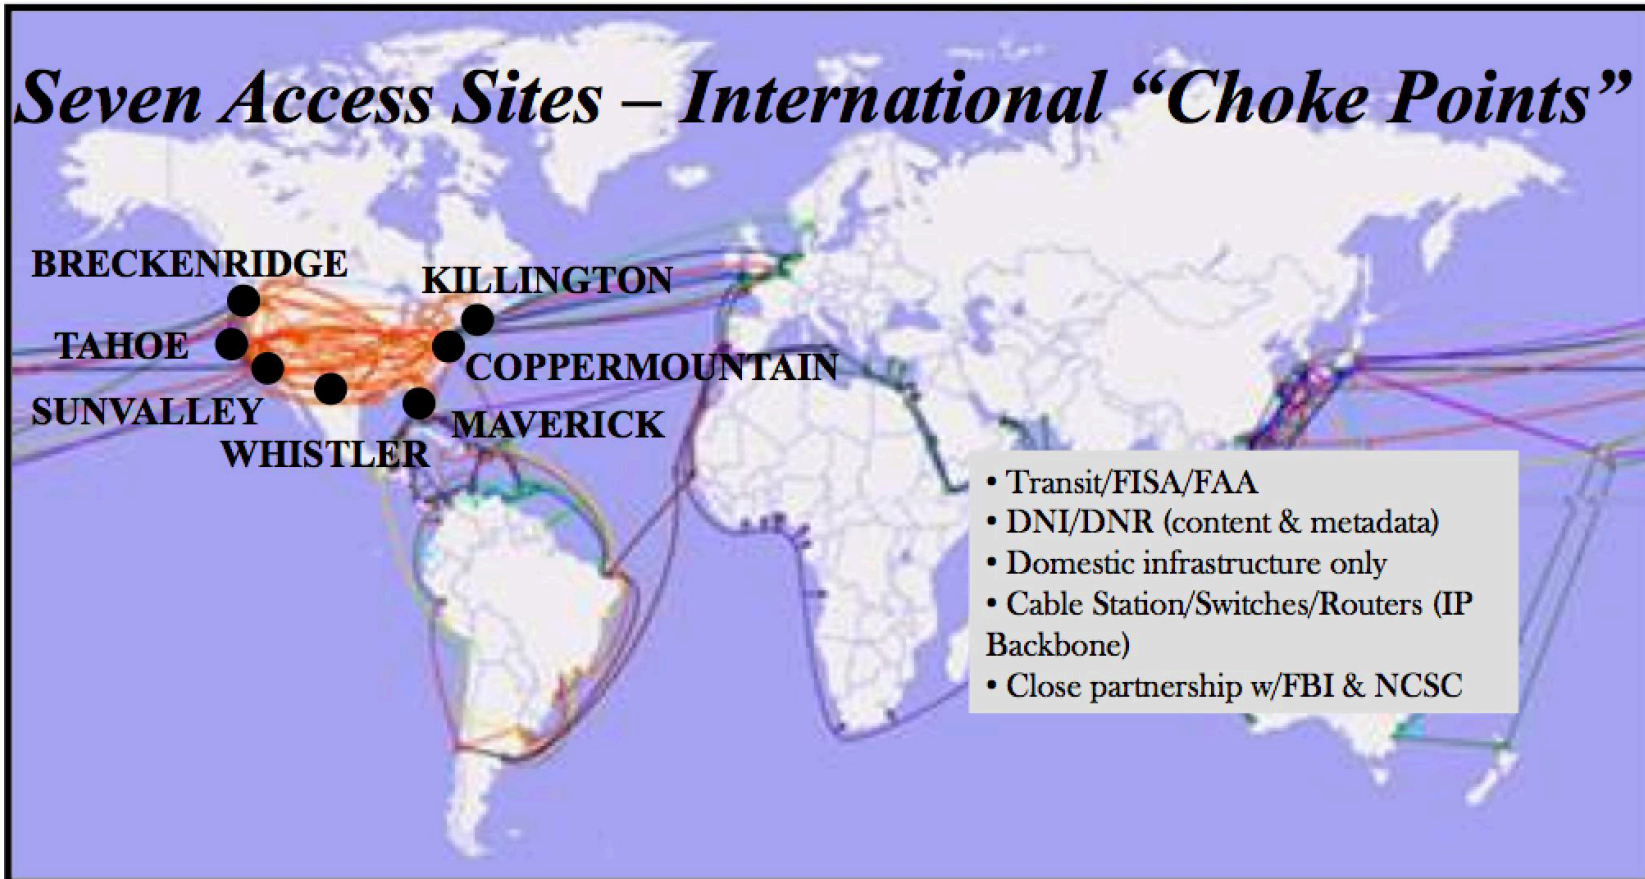 Seven Access Sites – International “Choke Points”
BRECKENRIDGE
KILLINGTON
TAHOE
COPPERMOUNTAIN
SUNVALLEY
MAVERICK
WHISTLER
• Transit/FISA/FAA
• DNI/DNR (content & metadata)
• Domestic infrastructure only
• Cable Station/Switches/Routers (IP
Backbone)
• Close partnership w/FBI & NCSC